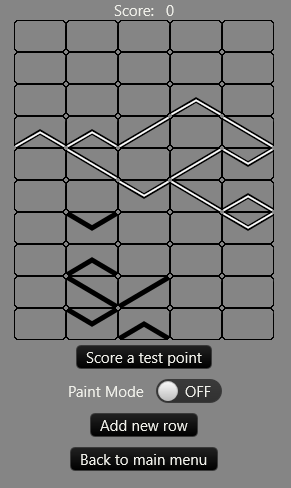 Score: 0
Score a test point
Paint Mode OFF
Add new row
Back to main menu